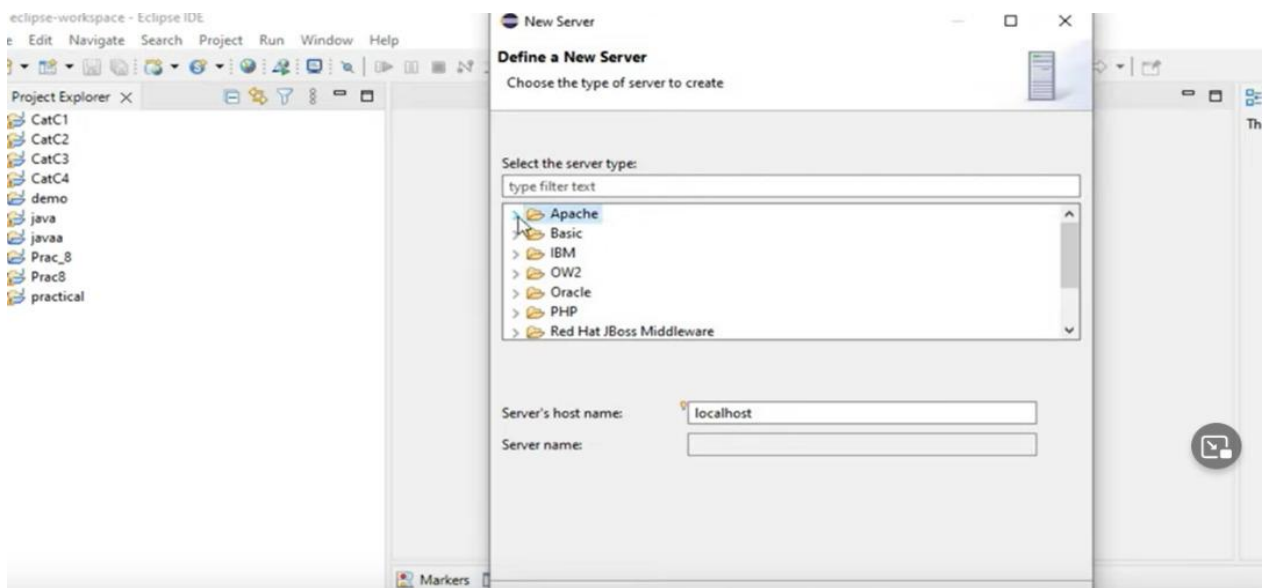 eclipse-workspace - Eclipse IDE
Edit Navigate Search Project Run Window Help
Project Explorer
CatC1
CatC2
CatC3
CatC4
demo
java
javaa
Prac_8
Prac8
practical
New Server
Define a New Server
Choose the type of server to create
Select the server type:
type filter text
Apache
Basic
IBM
OW2
Oracle
PHP
Red Hat JBoss Middleware
Server's host name:
localhost
Server name:
Markers
Th